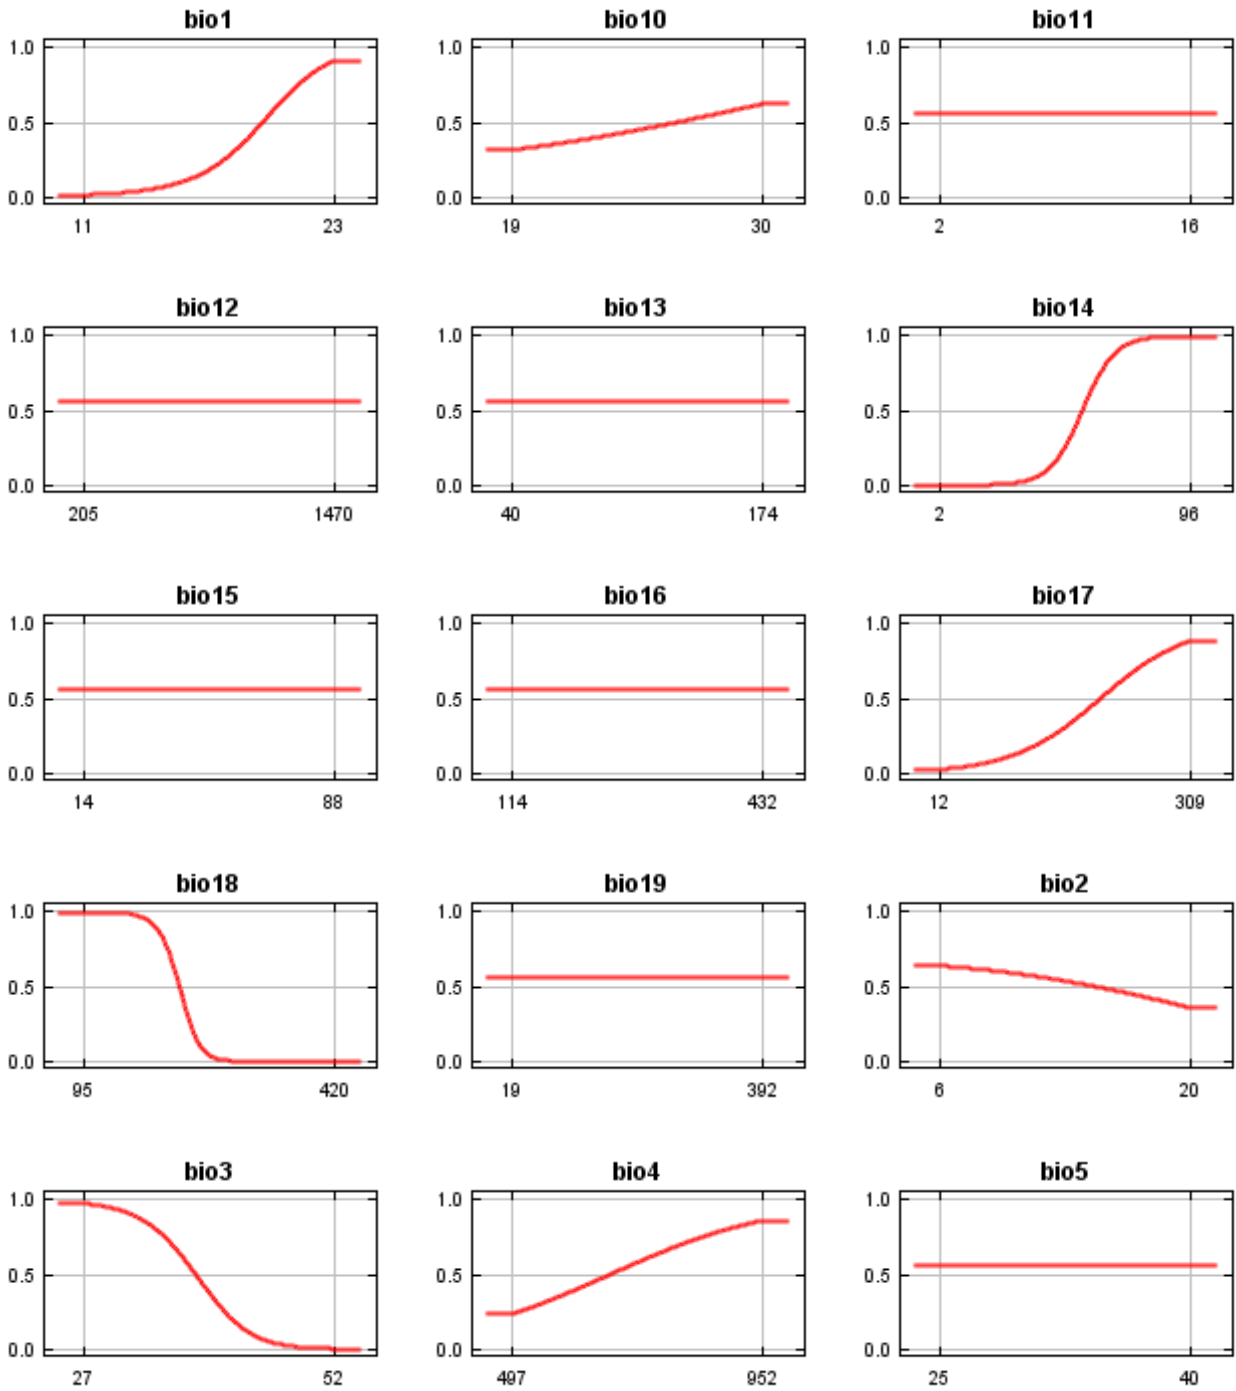 bio1 bio10 bio11
1.0 1.0 1.0
0.5 0.5 0.5
0.0 0.0 0.0
11 23 19 30 2 16
bio12 bio13 bio14
1.0 1.0 1.0
0.5 0.5 0.5
0.0 0.0 0.0
205 1470 40 174 2 96
bio15 bio16 bio17
1.0 1.0 1.0
0.5 0.5 0.5
0.0 0.0 0.0
14 88 114 432 12 309
bio18 bio19 bio2
1.0 1.0 1.0
0.5 0.5 0.5
0.0 0.0 0.0
95 420 19 392 6 20
bio3 bio4 bio5
1.0 1.0 1.0
0.5 0.5 0.5
0.0 0.0 0.0
27 52 497 952 25 40